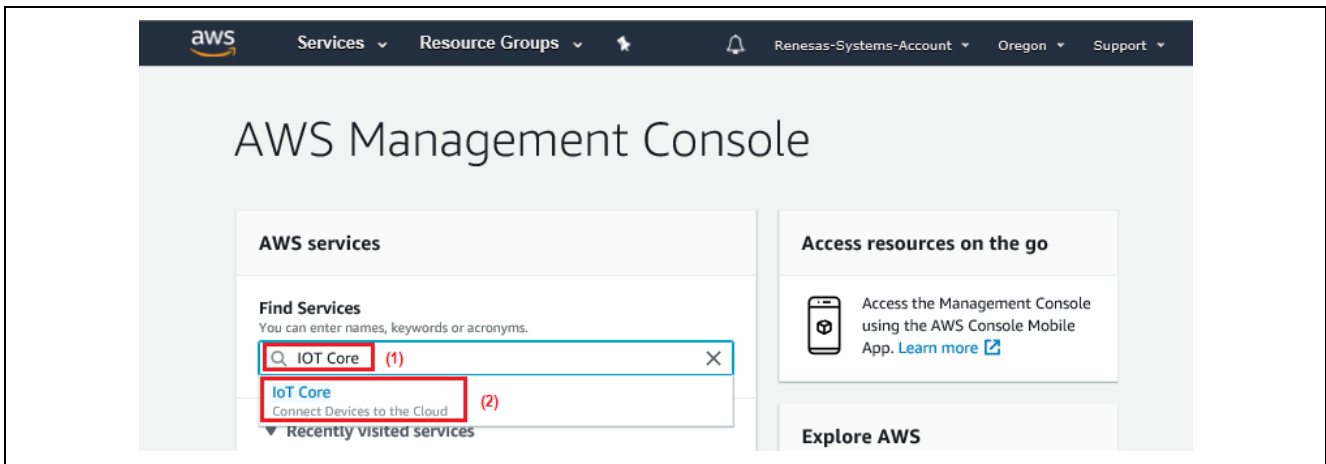 aws Services Resource Groups Renesas-Systems-Account Oregon Support
AWS Management Console
AWS services
Find Services
You can enter names, keywords or acronyms.
IOT Core (1)
IoT Core
Connect Devices to the Cloud (2)
Recently visited services
Access resources on the go
Access the Management Console
using the AWS Console Mobile
App. Learn more
Explore AWS